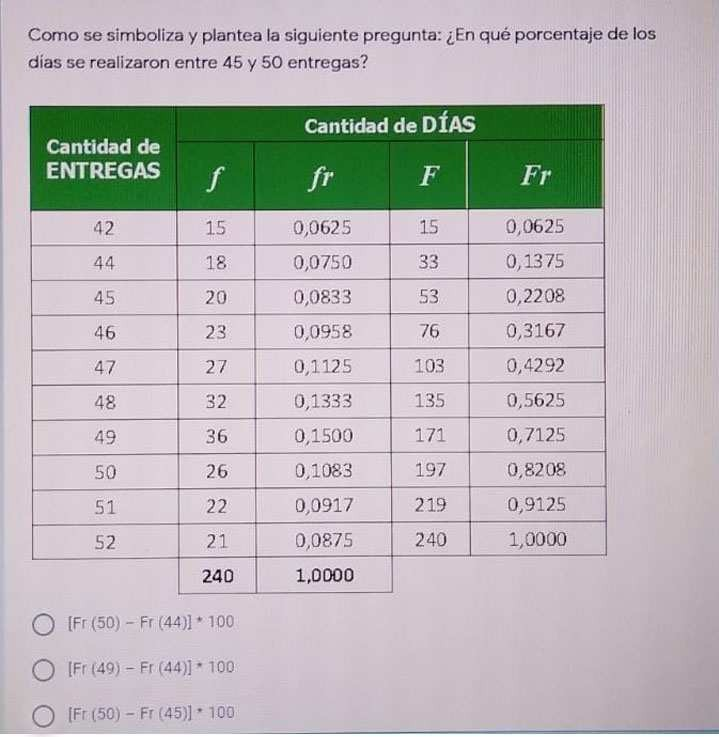 Como se simboliza y plantea la siguiente pregunta: ¿En qué porcentaje de los
días se realizaron entre 45 y 50 entregas?
Cantidad de ENTREGAS
Cantidad de DÍAS
f fr F Fr
42 15 0,0625 15 0,0625
44 18 0,0750 33 0,1375
45 20 0,0833 53 0,2208
46 23 0,0958 76 0,3167
47 27 0,1125 103 0,4292
48 32 0,1333 135 0,5625
49 36 0,1500 171 0,7125
50 26 0,1083 197 0,8208
51 22 0,0917 219 0,9125
52 21 0,0875 240 1,0000
240 1,0000
[Fr (50) - Fr (44)] * 100
[Fr (49) - Fr (44)] * 100
[Fr (50) - Fr (45)] * 100